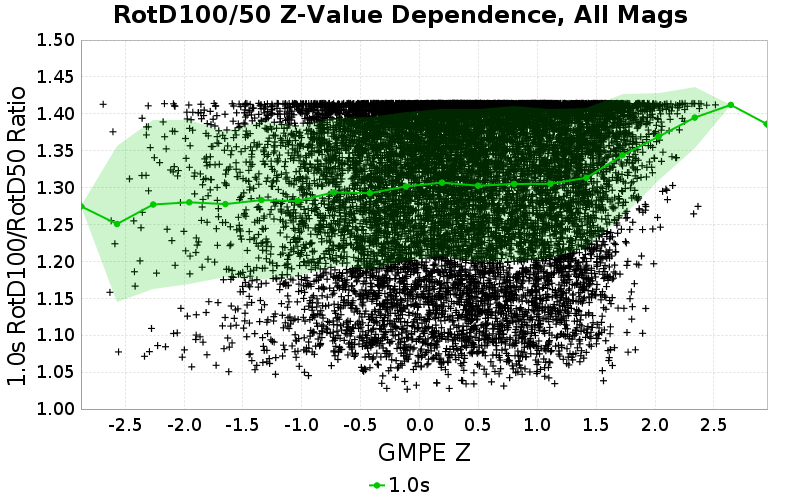 RotD100/50 Z-Value Dependence, All Mags
1.50
1.45
1.40
1.35
1.30
1.25
1.20
1.15
1.10
1.05
1.00
1.0s RotD100/RotD50 Ratio
-2.5 -2.0 -1.5 -1.0 -0.5 0.0 0.5 1.0 1.5 2.0 2.5
GMPE Z
1.0s